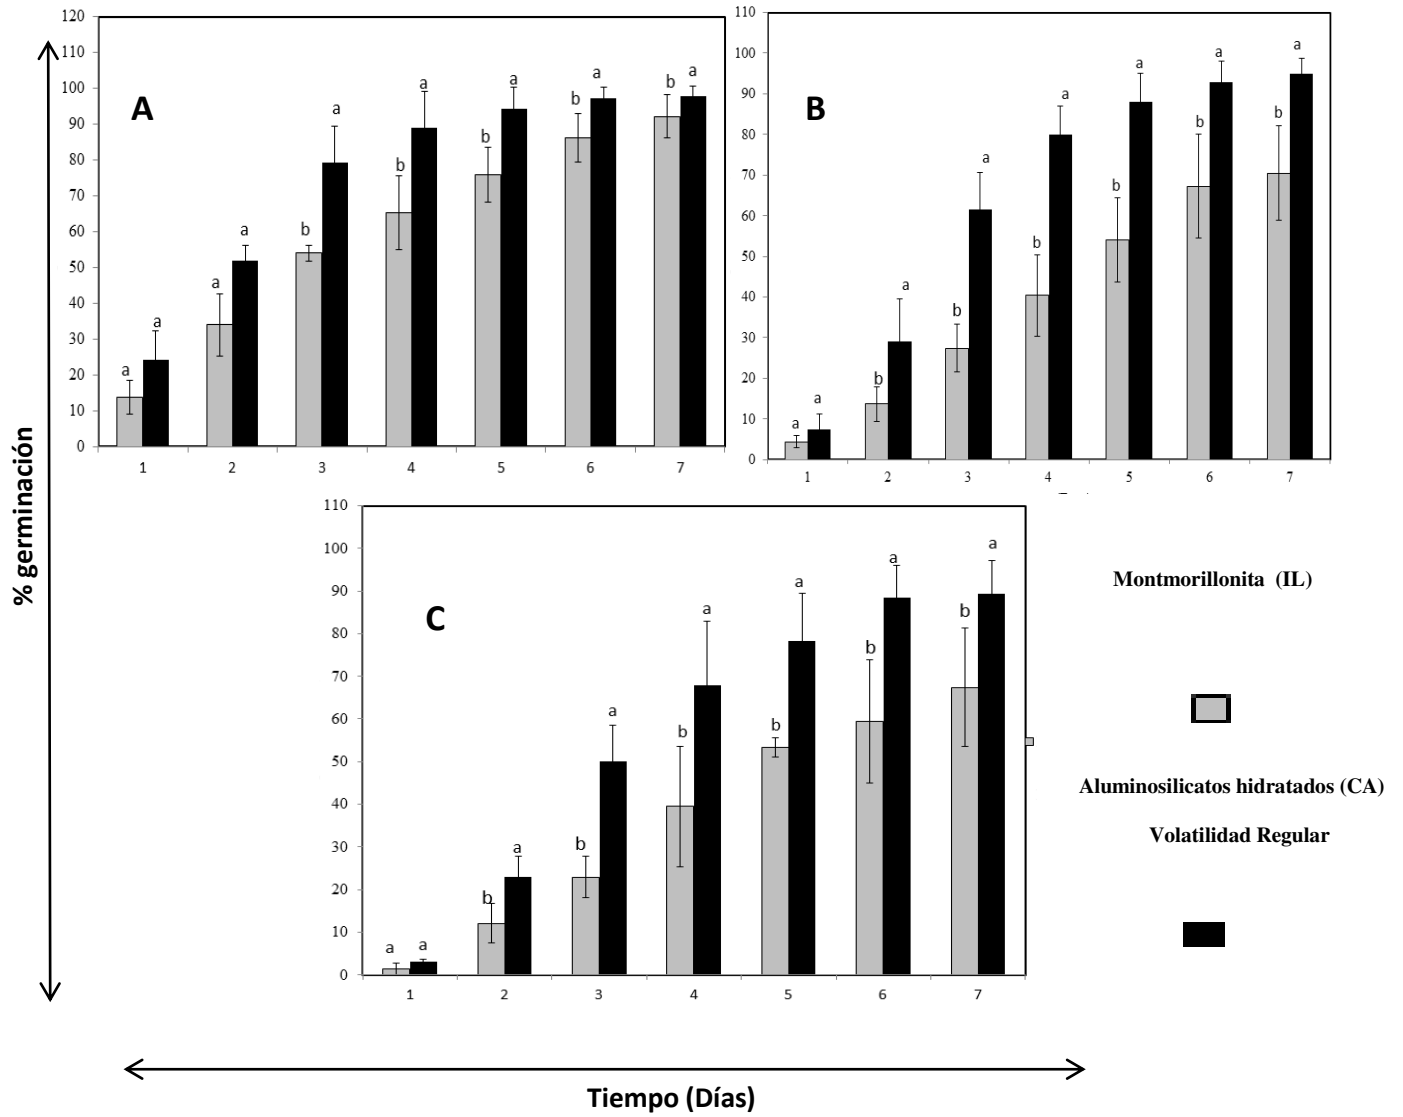 % germinación
A
120
110
100
90
80
70
60
50
40
30
20
10
0
a a a a b a b a b a b a b a
1 2 3 4 5 6 7
B
110
100
90
80
70
60
50
40
30
20
10
0
a a b a b a b a b a b a b a
1 2 3 4 5 6 7
C
110
100
90
80
70
60
50
40
30
20
10
0
a a b a b a b a b a b a b a
1 2 3 4 5 6 7
Montmorillonita (IL)
Aluminosilicatos hidratados (CA)
Volatilidad Regular
Tiempo (Días)